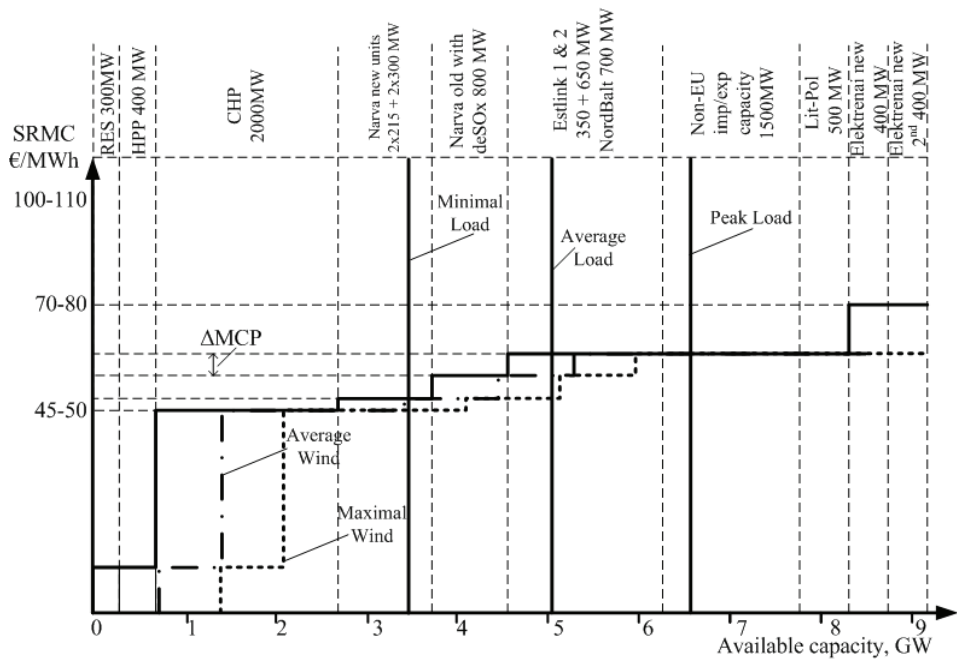 RES 300MW
HPP 400 MW
CHP
2000MW
Narva new units
2x215 + 2x300 MW
Narva old with
deSOx 800 MW
Estlink 1 & 2
350 + 650 MW
NordBalt 700 MW
Non-EU
imp/exp
capacity
1500MW
Lit-Pol
500 MW
Elektrenai new
400 MW
Elektrenai new
2nd 400 MW
SRMC
€/MWh
100-110
70-80
45-50
ΔMCP
Minimal
Load
Average
Load
Peak Load
Average
Wind
Maximal
Wind
0 1 2 3 4 5 6 7 8 9
Available capacity, GW